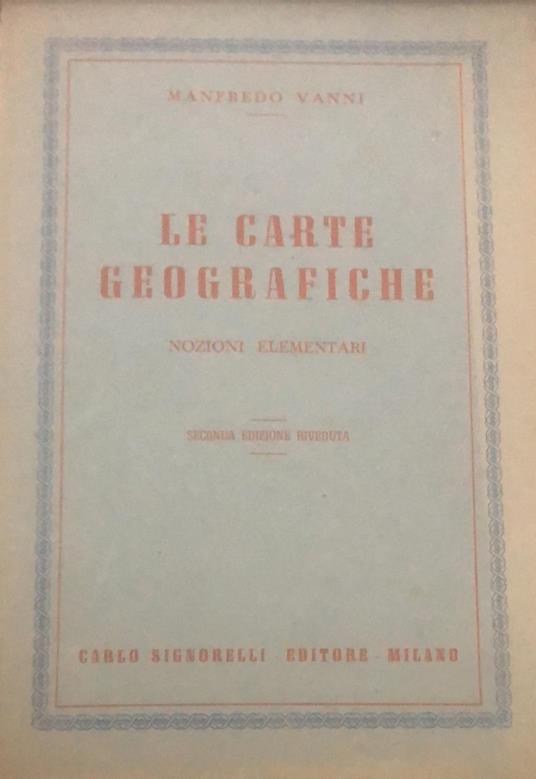 MANFREDO VANNI
LE CARTE
GEOGRAFICHE
NOZIONI ELEMENTARI
SECONDA EDIZIONE RIVEDUTA
CARLO SIGNORELLI - EDITORE - MILANO